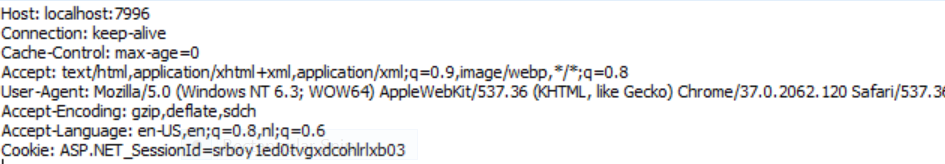 Host: localhost:7996
Connection: keep-alive
Cache-Control: max-age=0
Accept: text/html,application/xhtml+xml,application/xml;q=0.9,image/webp,*/*;q=0.8
User-Agent: Mozilla/5.0 (Windows NT 6.3; WOW64) AppleWebKit/537.36 (KHTML, like Gecko) Chrome/37.0.2062.120 Safari/537.36
Accept-Encoding: gzip,deflate,sdch
Accept-Language: en-US,en;q=0.8,nl;q=0.6
Cookie: ASP.NET_SessionId=srboy1ed0tvgxdcohlrlxb03